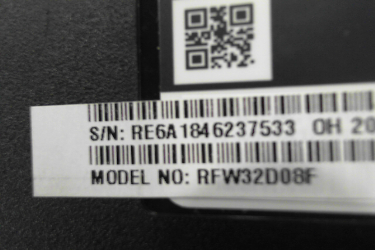 S/N: RE6A1846237533 OH 20
MODEL NO: RFW32D08F